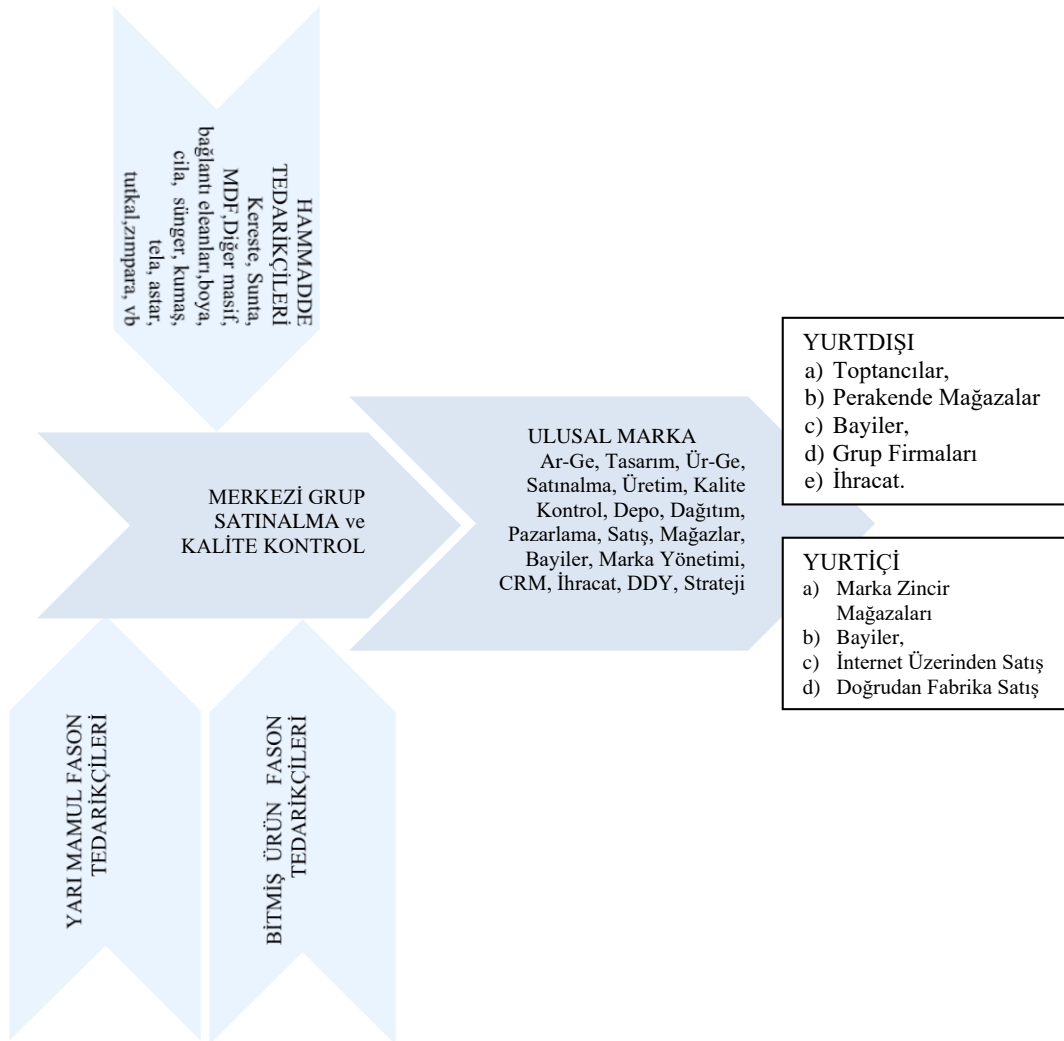 HAMMADDE
TEDARİKÇİLERİ
Kereste, Sunta,
MDF,Diğer masif,
bağlantı eleanları,boya,
cila, sünger, kumaş,
tela, astar,
tutkal,zımpara, vb
MERKEZİ GRUP
SATINALMA ve
KALİTE KONTROL
ULUSAL MARKA
Ar-Ge, Tasarım, Ür-Ge,
Satınalma, Üretim, Kalite
Kontrol, Depo, Dağıtım,
Pazarlama, Satış, Mağazlar,
Bayiler, Marka Yönetimi,
CRM, İhracat, DDY, Strateji
YURTDIŞI
a) Toptancılar,
b) Perakende Mağazalar
c) Bayiler,
d) Grup Firmaları
e) İhracat.
YURTİÇİ
a) Marka Zincir
Mağazaları
b) Bayiler,
c) İnternet Üzerinden Satış
d) Doğrudan Fabrika Satış
YARI MAMUL FASON
TEDARİKÇİLERİ
BİTMİŞ ÜRÜN FASON
TEDARİKÇİLERİ